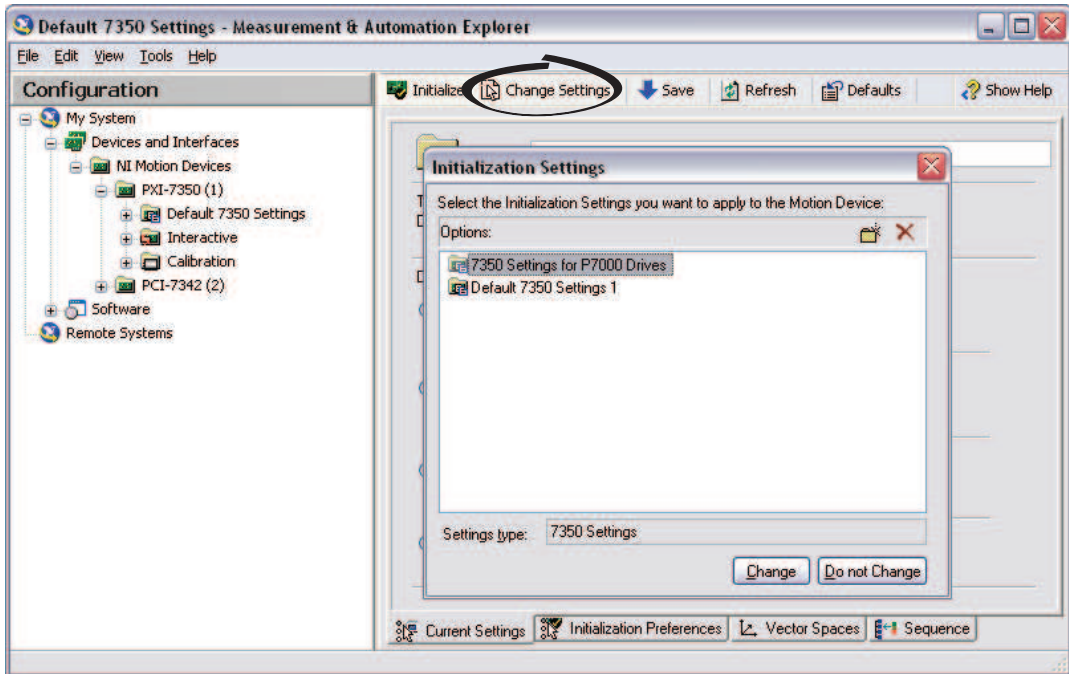 Default 7350 Settings - Measurement & Automation Explorer
File Edit View Tools Help
Configuration
Initialize Change Settings Save Refresh Defaults Show Help
My System
Devices and Interfaces
NI Motion Devices
PXI-7350 (1)
Default 7350 Settings
Interactive
Calibration
PCI-7342 (2)
Software
Remote Systems
Initialization Settings
Select the Initialization Settings you want to apply to the Motion Device:
Options:
7350 Settings for P7000 Drives
Default 7350 Settings 1
Settings type: 7350 Settings
Change Do not Change
Current Settings Initialization Preferences Vector Spaces Sequence